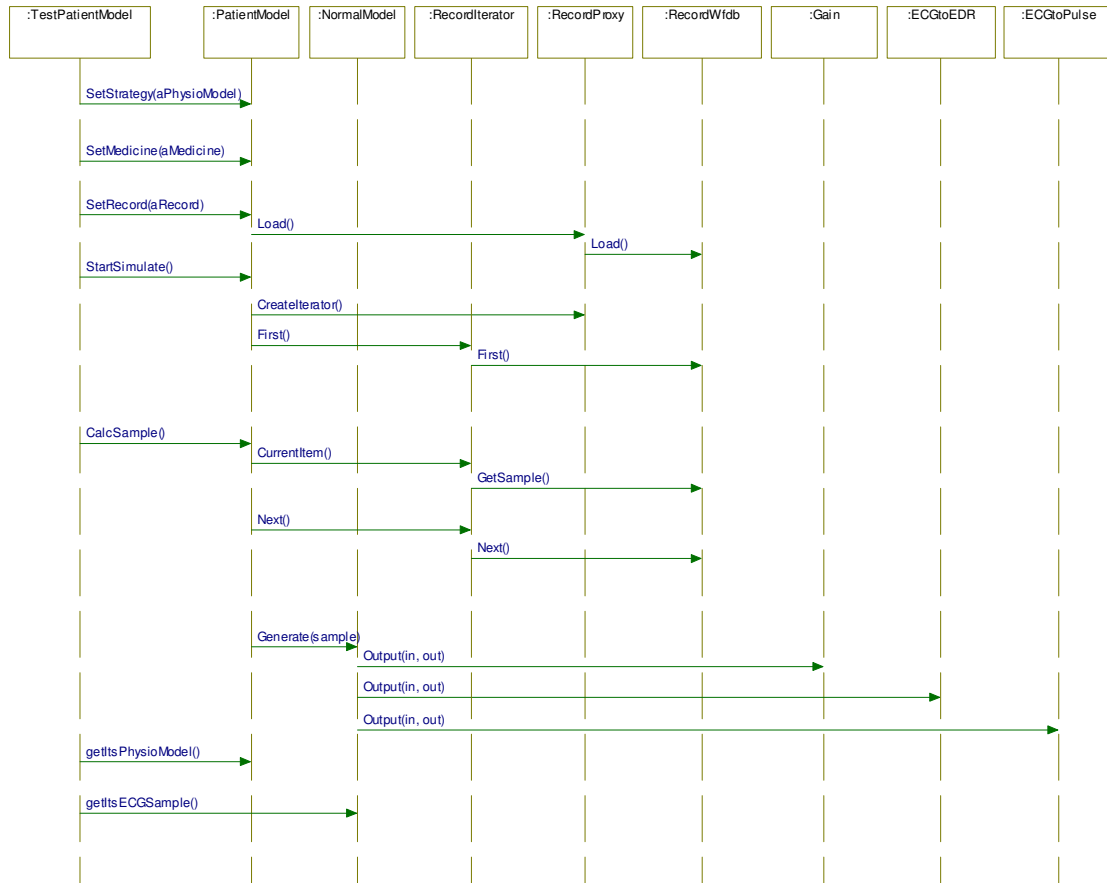 :TestPatientModel
:PatientModel
:NormalModel
:RecordIterator
:RecordProxy
:RecordWfdb
:Gain
:ECGtoEDR
:ECGtoPulse
SetStrategy(aPhysioModel)
SetMedicine(aMedicine)
SetRecord(aRecord)
Load()
Load()
StartSimulate()
CreateIterator()
First()
First()
CalcSample()
CurrentItem()
GetSample()
Next()
Next()
Generate(sample)
Output(in, out)
Output(in, out)
Output(in, out)
getItsPhysioModel()
getItsECGSample()